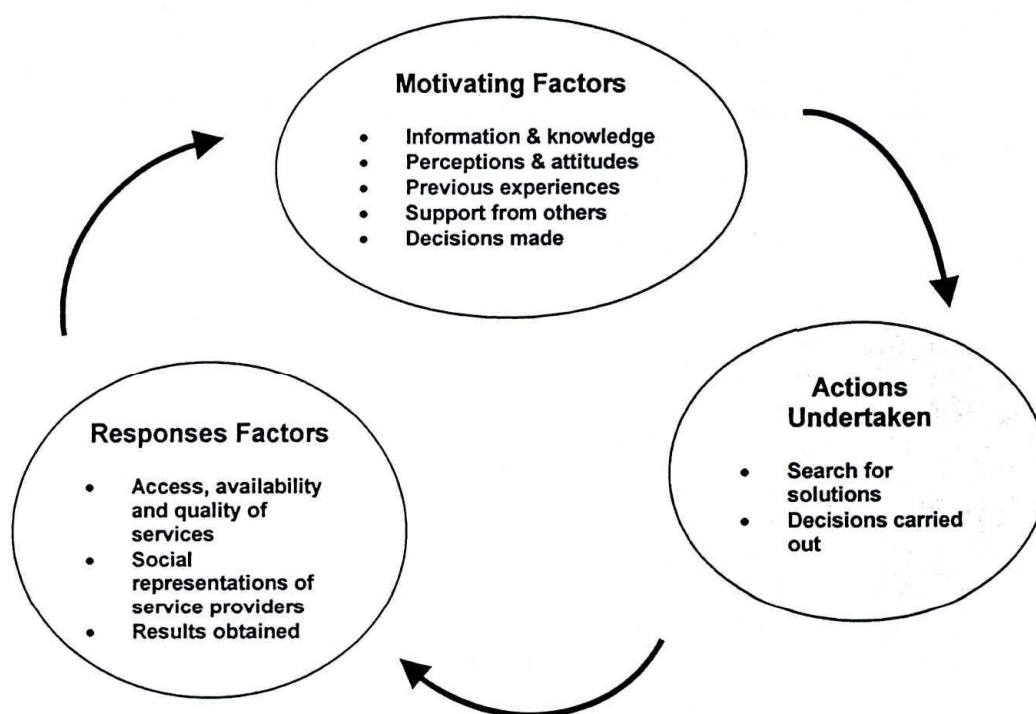 Motivating Factors
• Information & knowledge
• Perceptions & attitudes
• Previous experiences
• Support from others
• Decisions made
Actions
Undertaken
• Search for
solutions
• Decisions carried
out
Responses Factors
• Access, availability
and quality of
services
• Social
representations of
service providers
• Results obtained